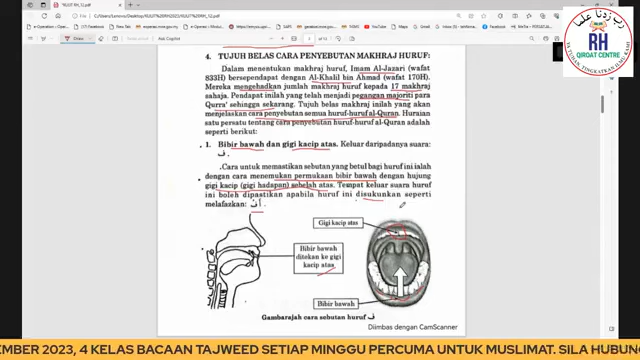 رَبِّ زِدْنَا عِلْمًا
RH
QIROAT CENTRE
YA TUHAN, TINGKATKAN ILMU KAMI
4. TUJUH BELAS CARA PENYEBUTAN MAKHRAJ HURUF:
Dalam menentukan makhraj huruf, Imam Al-Jazari (wafat
833H) bersependapat dengan Al-Khalil bin Ahmad (wafat 170H).
Mereka mengehadkan jumlah makhraj huruf kepada 17 makhraj
sahaja. Pendapat inilah yang telah menjadi pegangan majoriti para
Qurra' sehingga sekarang. Tujuh belas makhraj inilah yang akan
menjelaskan cara penyebutan semua huruf-huruf al-Quran. Huraian
satu persatu tentang cara penyebutan huruf-huruf al-Quran adalah
seperti berikut:
1. Bibir bawah dan gigi kacip atas. Keluar daripadanya suara:
ف.
Cara untuk memastikan sebutan yang betul bagi huruf ini ialah
dengan cara menemukan permukaan bibir bawah dengan hujung
gigi kacip (gigi hadapan) sebelah atas. Tempat keluar suara huruf
ini boleh dipastikan apabila huruf ini disukunkan seperti
melafazkan: أَفْ .
Gigi kacip atas
Bibir bawah
ditekan ke gigi
kacip atas
Bibir bawah
Gambarajah cara sebutan huruf ف
Diimbas dengan CamScanner
EMBER 2023, 4 KELAS BACAAN TAJWEED SETIAP MINGGU PERCUMA UNTUK MUSLIMAT. SILA HUBUNG